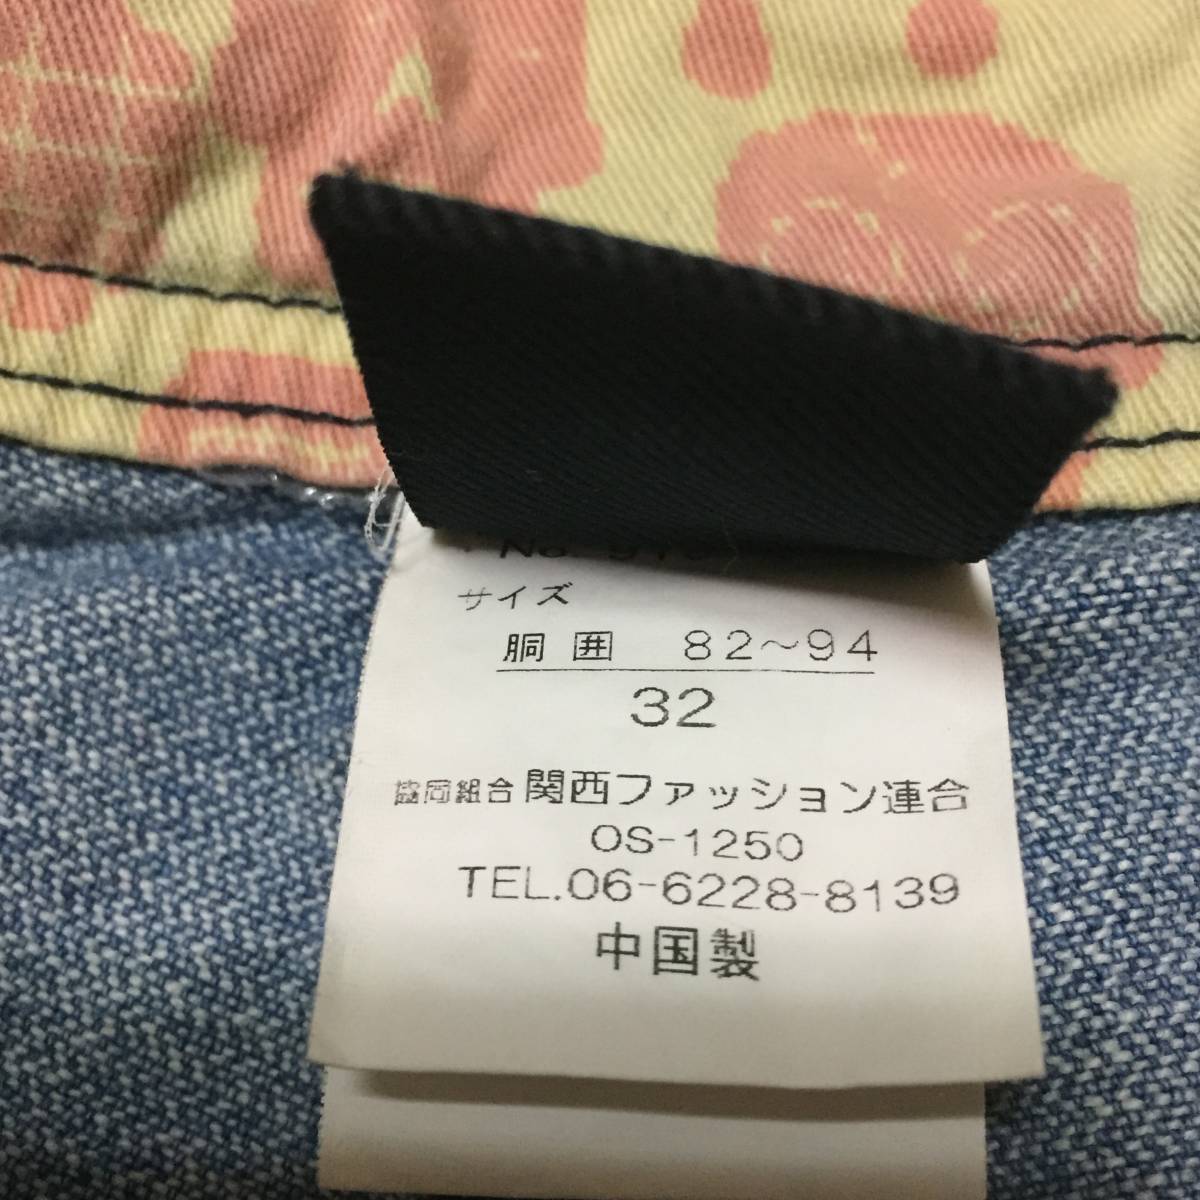 No.
サイズ
胴囲 82～94
32
協同組合関西ファッション連合
OS-1250
TEL.06-6228-8139
中国製